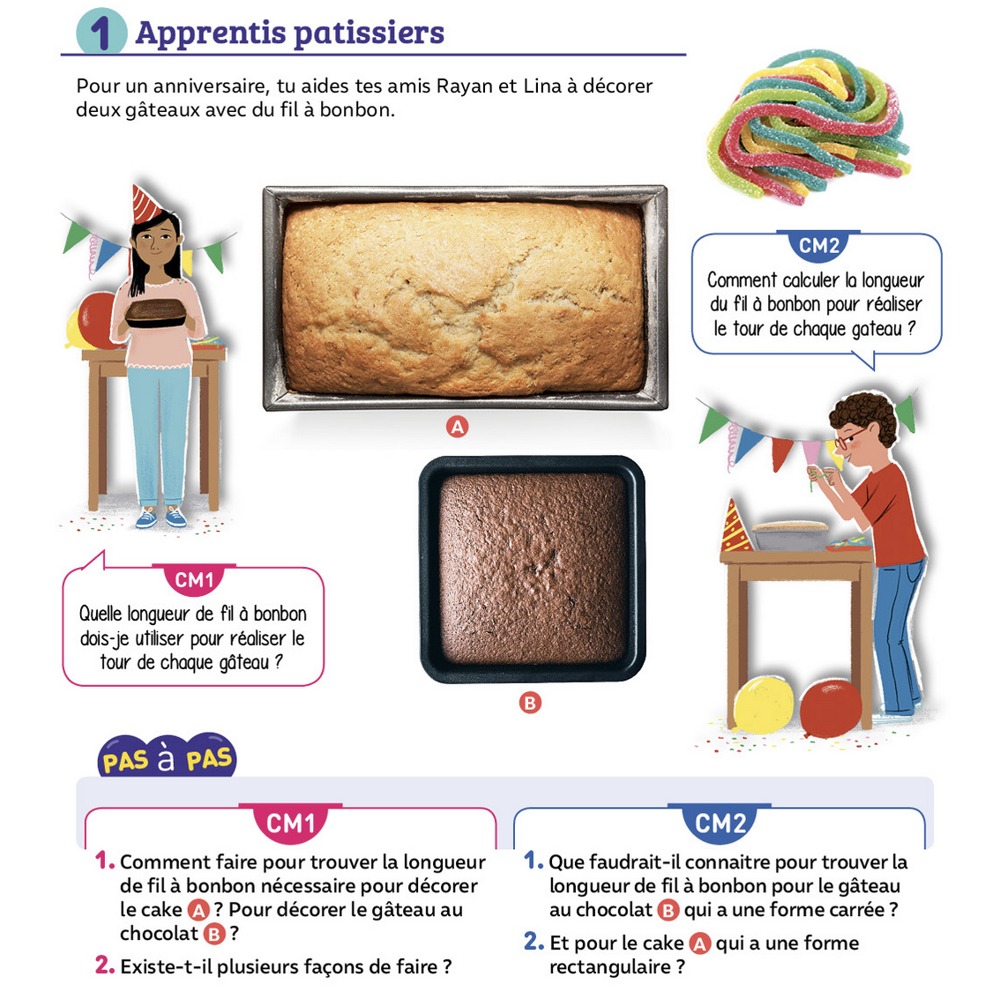 1 Apprentis patissiers
Pour un anniversaire, tu aides tes amis Rayan et Lina à décorer
deux gâteaux avec du fil à bonbon.
CM2
Comment calculer la longueur
du fil à bonbon pour réaliser
le tour de chaque gateau ?
A
CM1
Quelle longueur de fil à bonbon
dois-je utiliser pour réaliser le
tour de chaque gâteau ?
B
PAS à PAS
CM1
1. Comment faire pour trouver la longueur
de fil à bonbon nécessaire pour décorer
le cake A ? Pour décorer le gâteau au
chocolat B ?
2. Existe-t-il plusieurs façons de faire ?
CM2
1. Que faudrait-il connaitre pour trouver la
longueur de fil à bonbon pour le gâteau
au chocolat B qui a une forme carrée ?
2. Et pour le cake A qui a une forme
rectangulaire ?